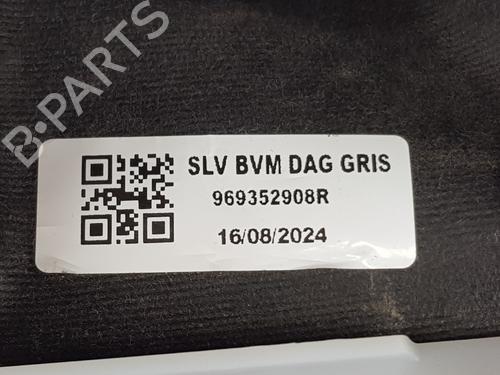 B-PARTS
SLV BVM DAG GRIS
969352908R
16/08/2024